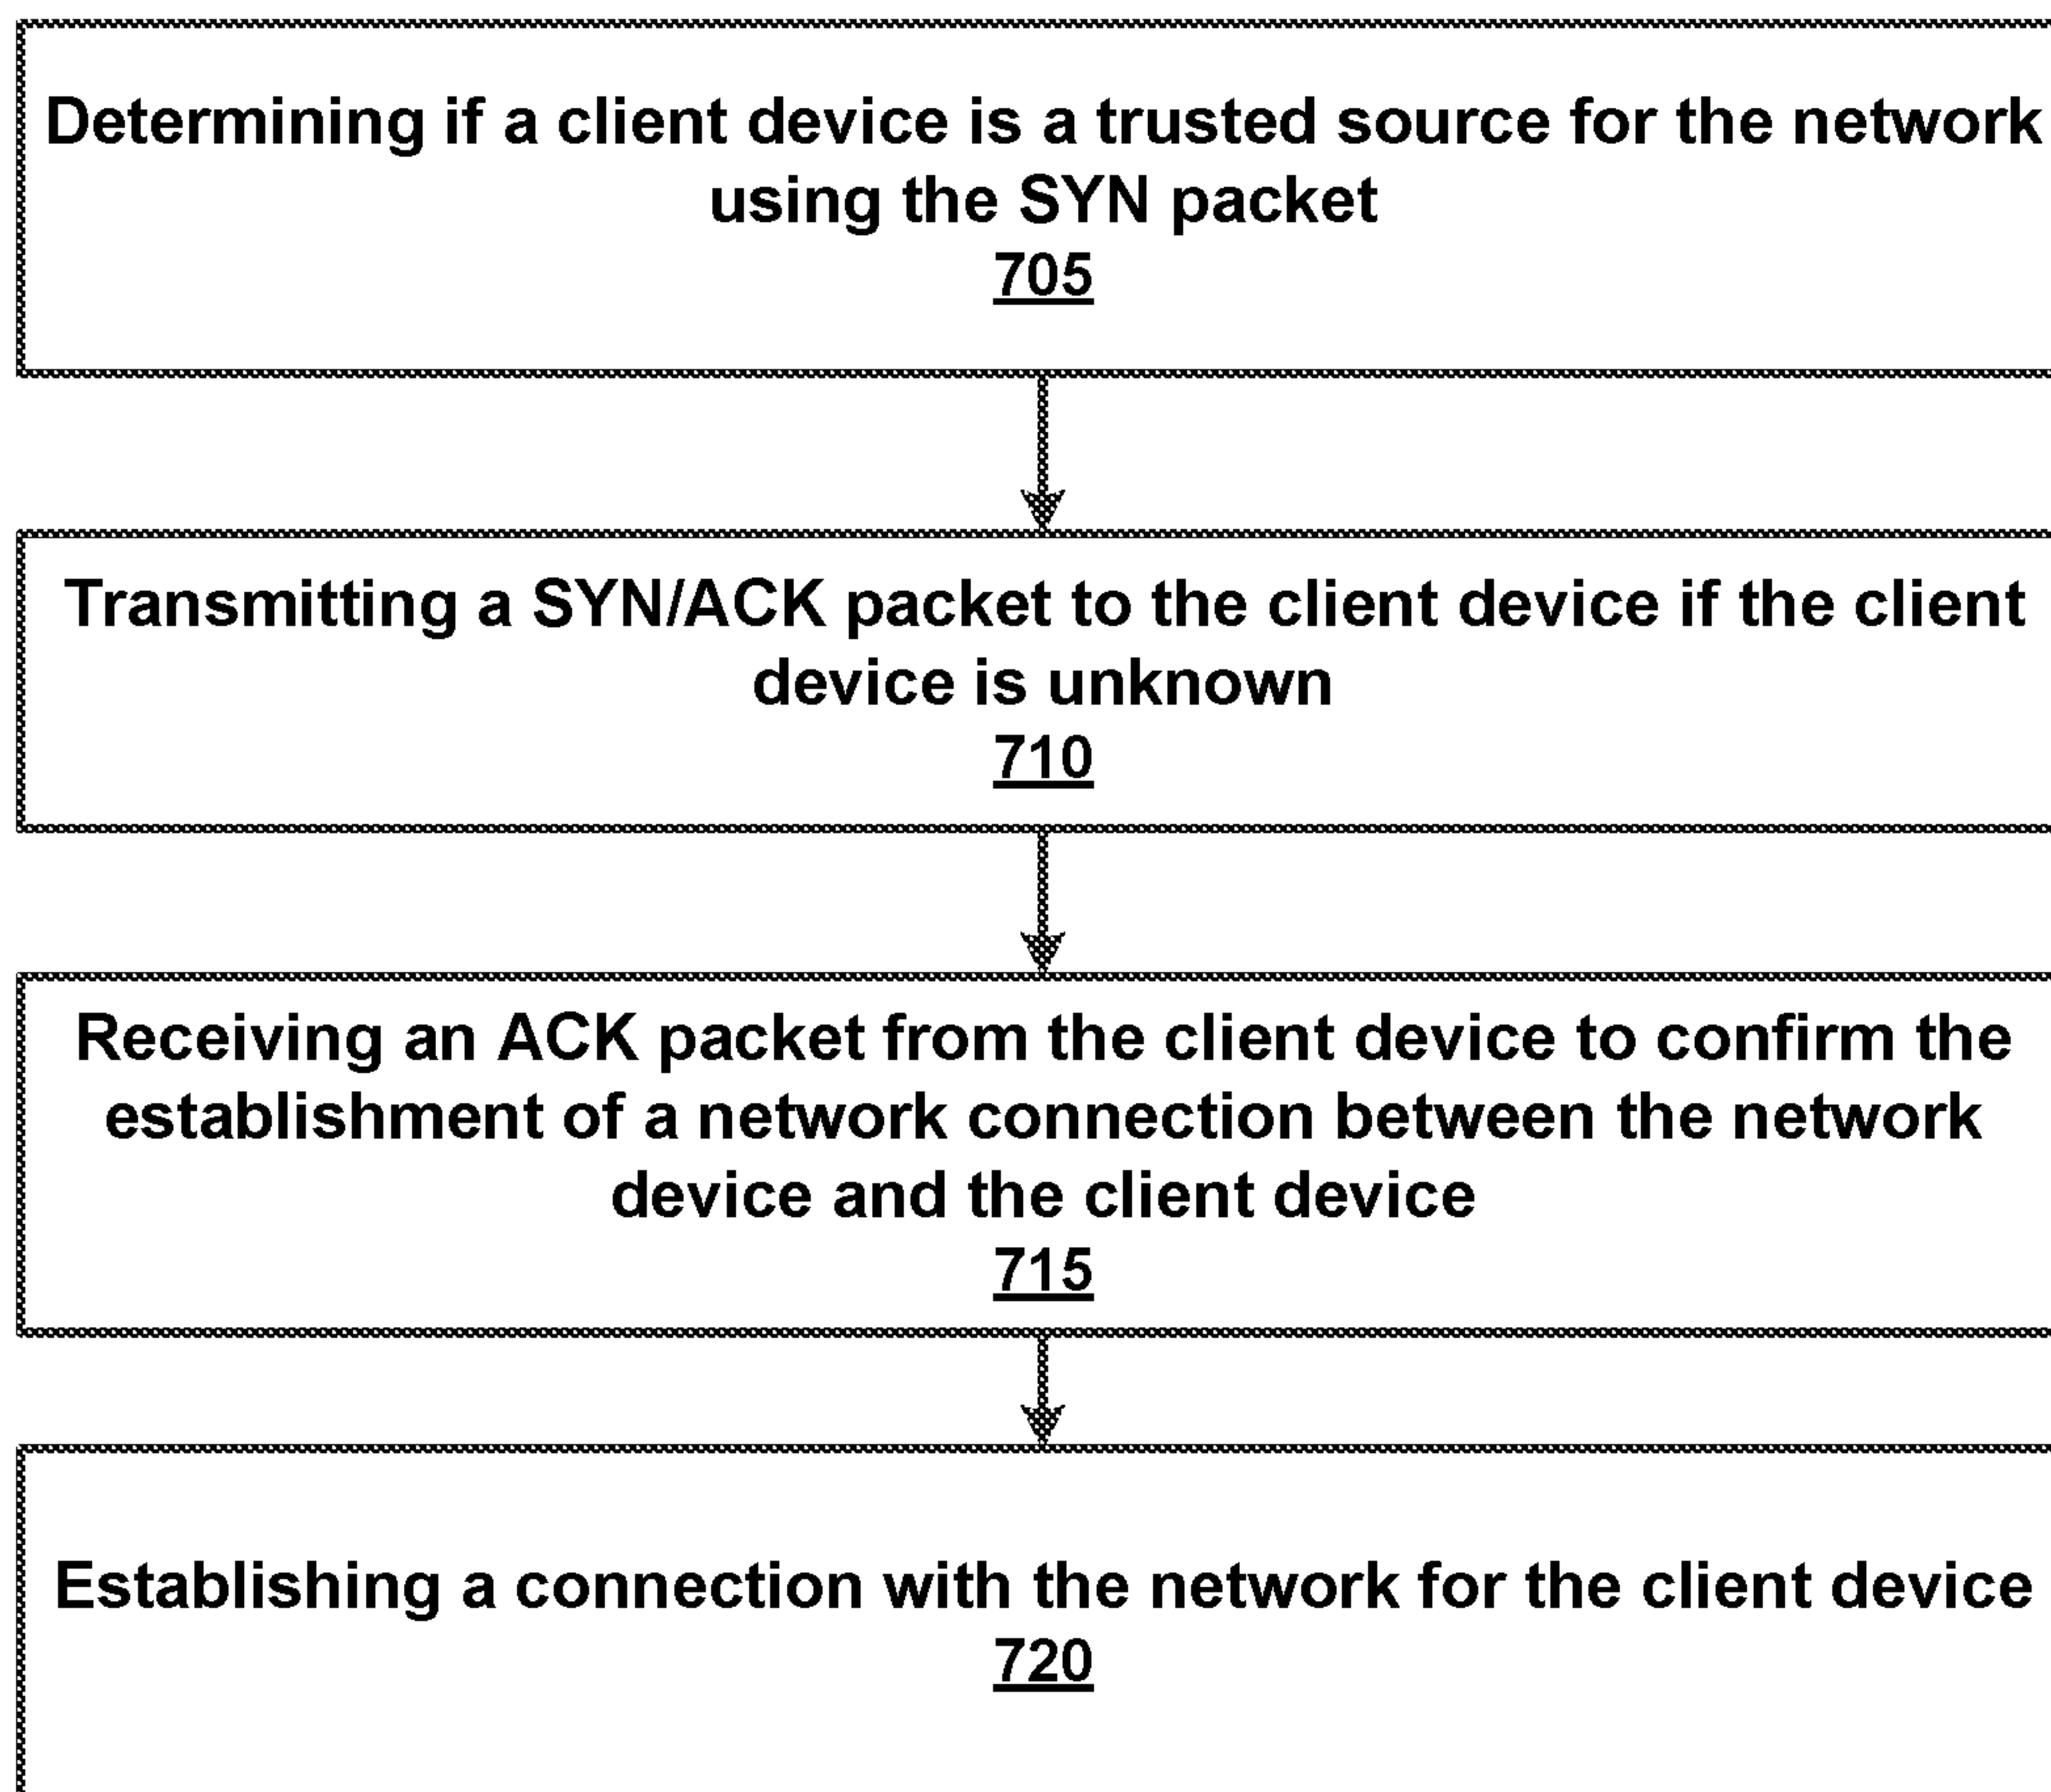 Determining if a client device is a trusted source for the network
using the SYN packet
705
Transmitting a SYN/ACK packet to the client device if the client
device is unknown
710
Receiving an ACK packet from the client device to confirm the
establishment of a network connection between the network
device and the client device
715
Establishing a connection with the network for the client device
720